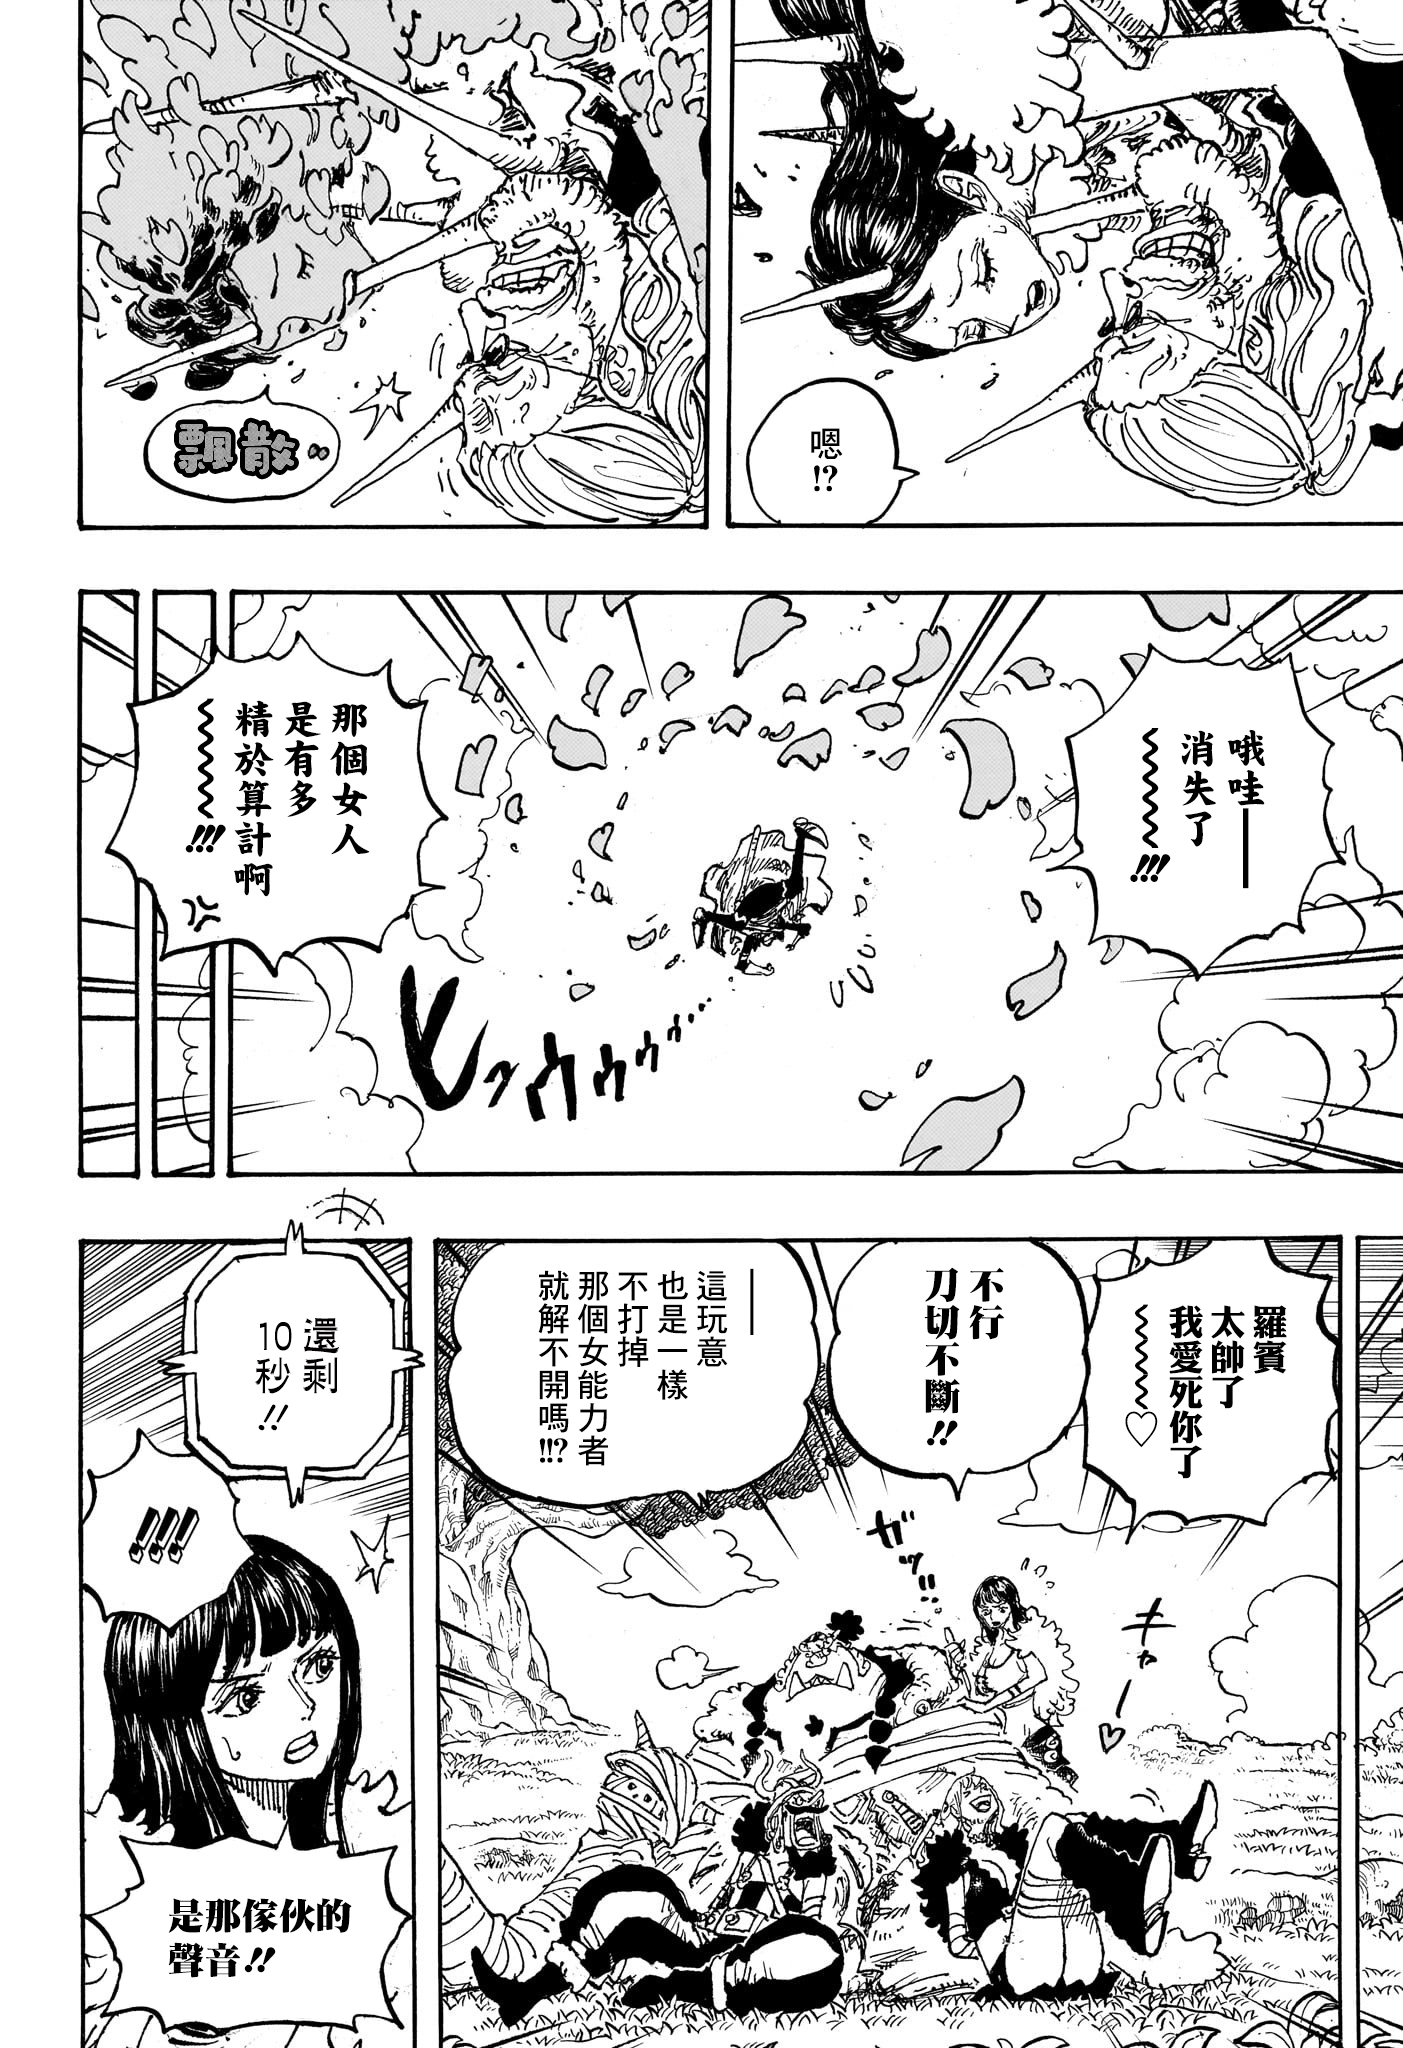 嗯
!?
飄散
哦哇——
消失了
~~~~!!!
那個女人
是有多
精於算計啊
~~~~!!!
ヒュウウウゥ…
羅賓
太帥了
我愛死你了
~~~~♡
不行
刀切不斷!!
——
這玩意
也是一樣
不打掉
那個女能力者
就解不開嗎!!?
ガッ!!
キャー♡
還剩
10秒!!
!!!
是那傢伙的
聲音!!